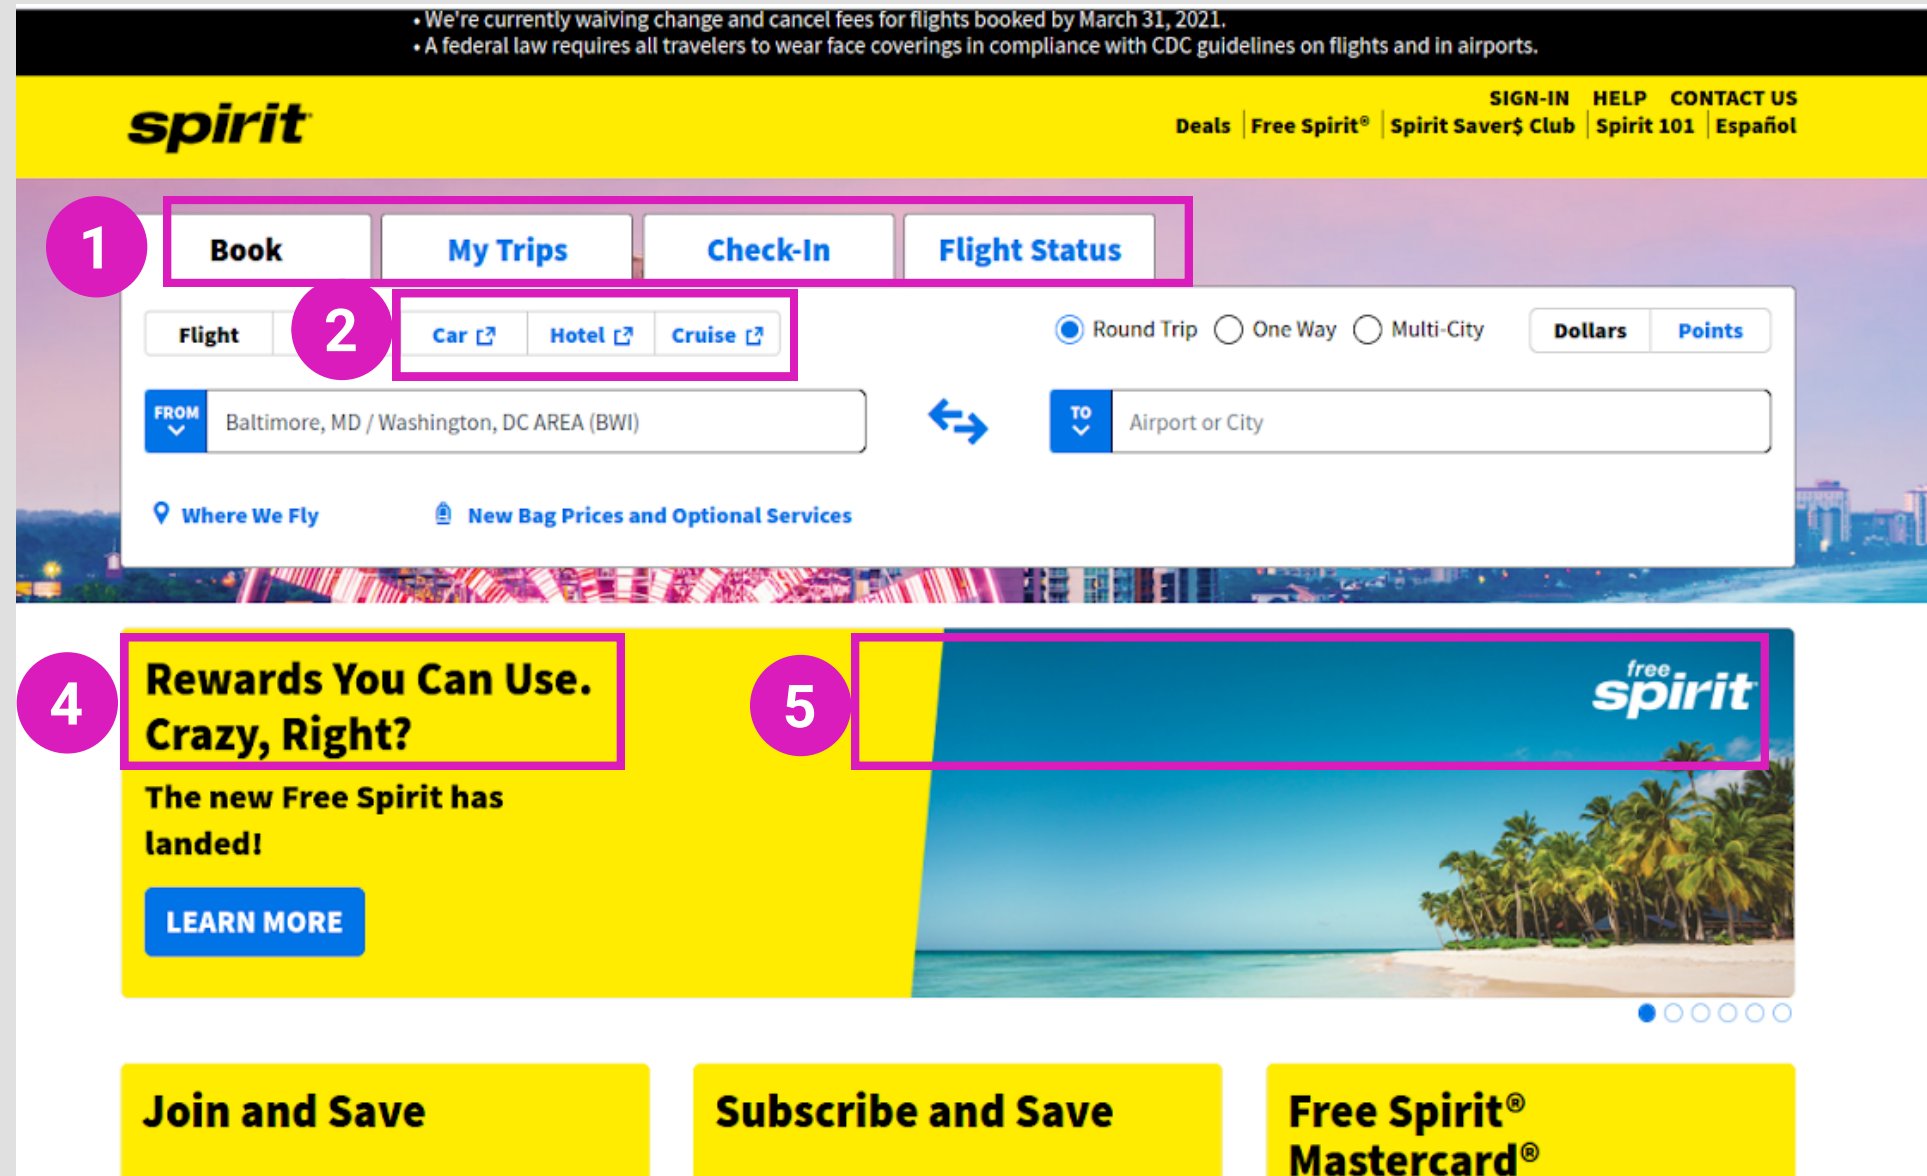 • We're currently waiving change and cancel fees for flights booked by March 31, 2021.
• A federal law requires all travelers to wear face coverings in compliance with CDC guidelines on flights and in airports.
spirit
SIGN-IN HELP CONTACT US
Deals Free Spirit® Spirit Saver$ Club Spirit 101 Español
1
Book My Trips Check-In Flight Status
Flight 2 Car Hotel Cruise Round Trip One Way Multi-City Dollars Points
FROM Baltimore, MD / Washington, DC AREA (BWI) TO Airport or City
Where We Fly New Bag Prices and Optional Services
4
Rewards You Can Use.
Crazy, Right?
The new Free Spirit has
landed!
LEARN MORE
5
free
spirit
Join and Save
Subscribe and Save
Free Spirit®
Mastercard®